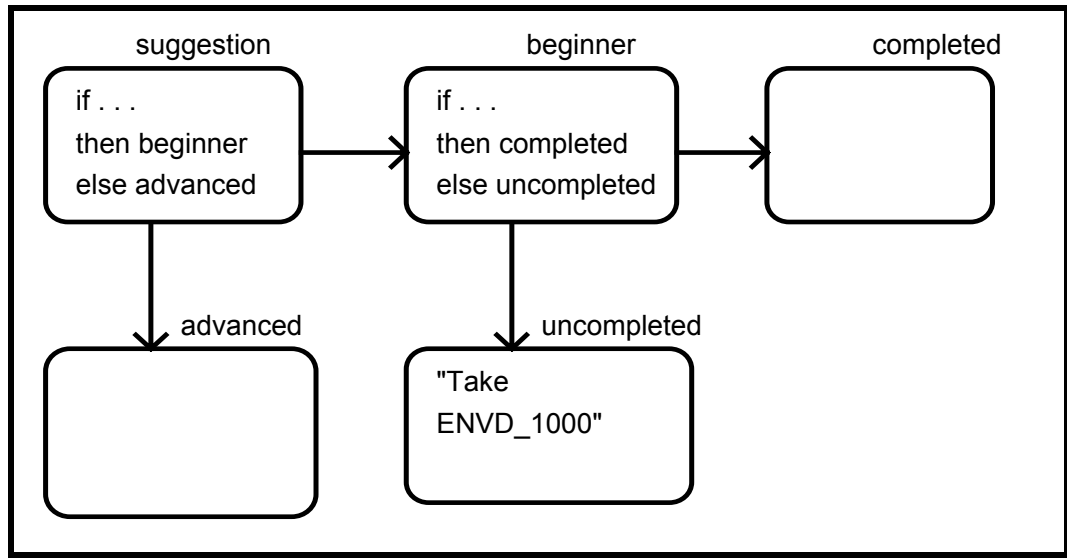 suggestion
if . . .
then beginner
else advanced
beginner
if . . .
then completed
else uncompleted
completed
advanced
uncompleted
"Take
ENVD_1000"